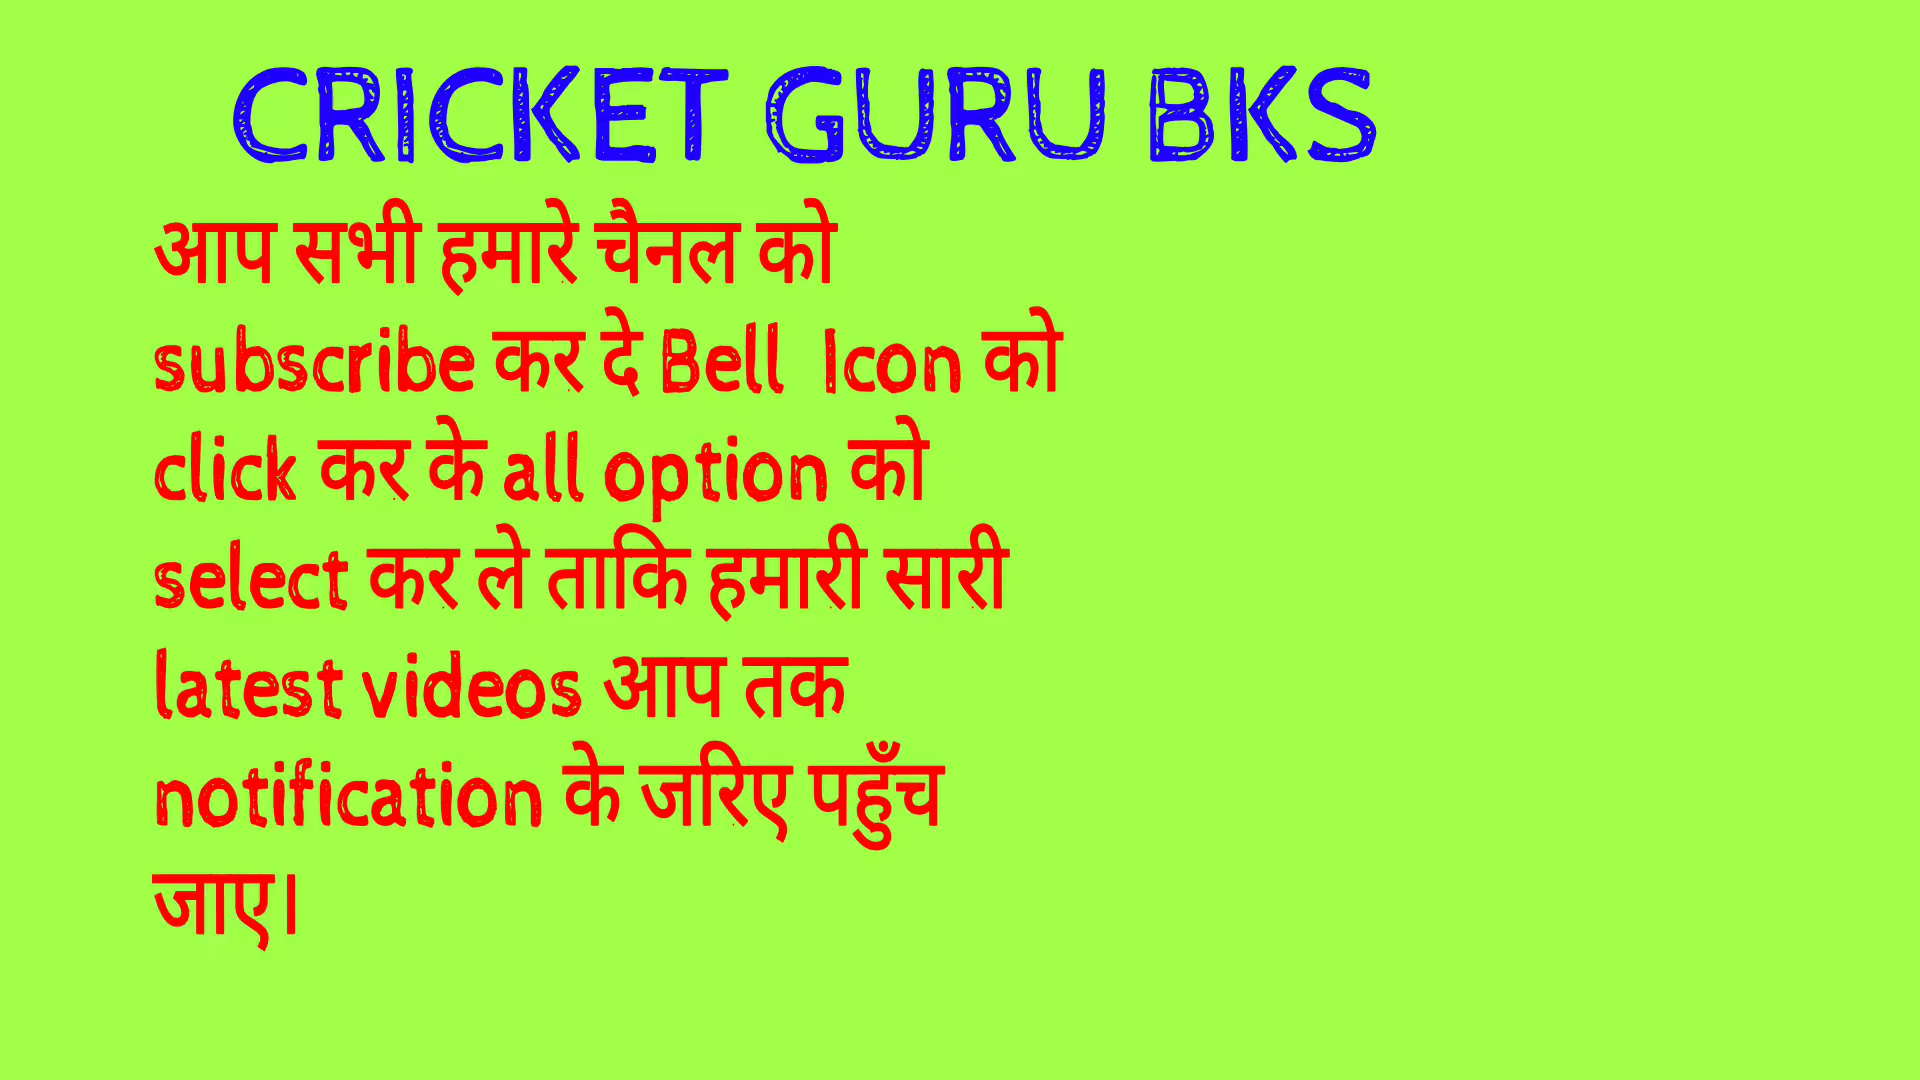 CRICKET GURU BKS
आप सभी हमारे चैनल को
subscribe कर दे Bell Icon को
click कर के all option को
select कर ले ताकि हमारी सारी
latest videos आप तक
notification के जरिए पहुँच
जाए।